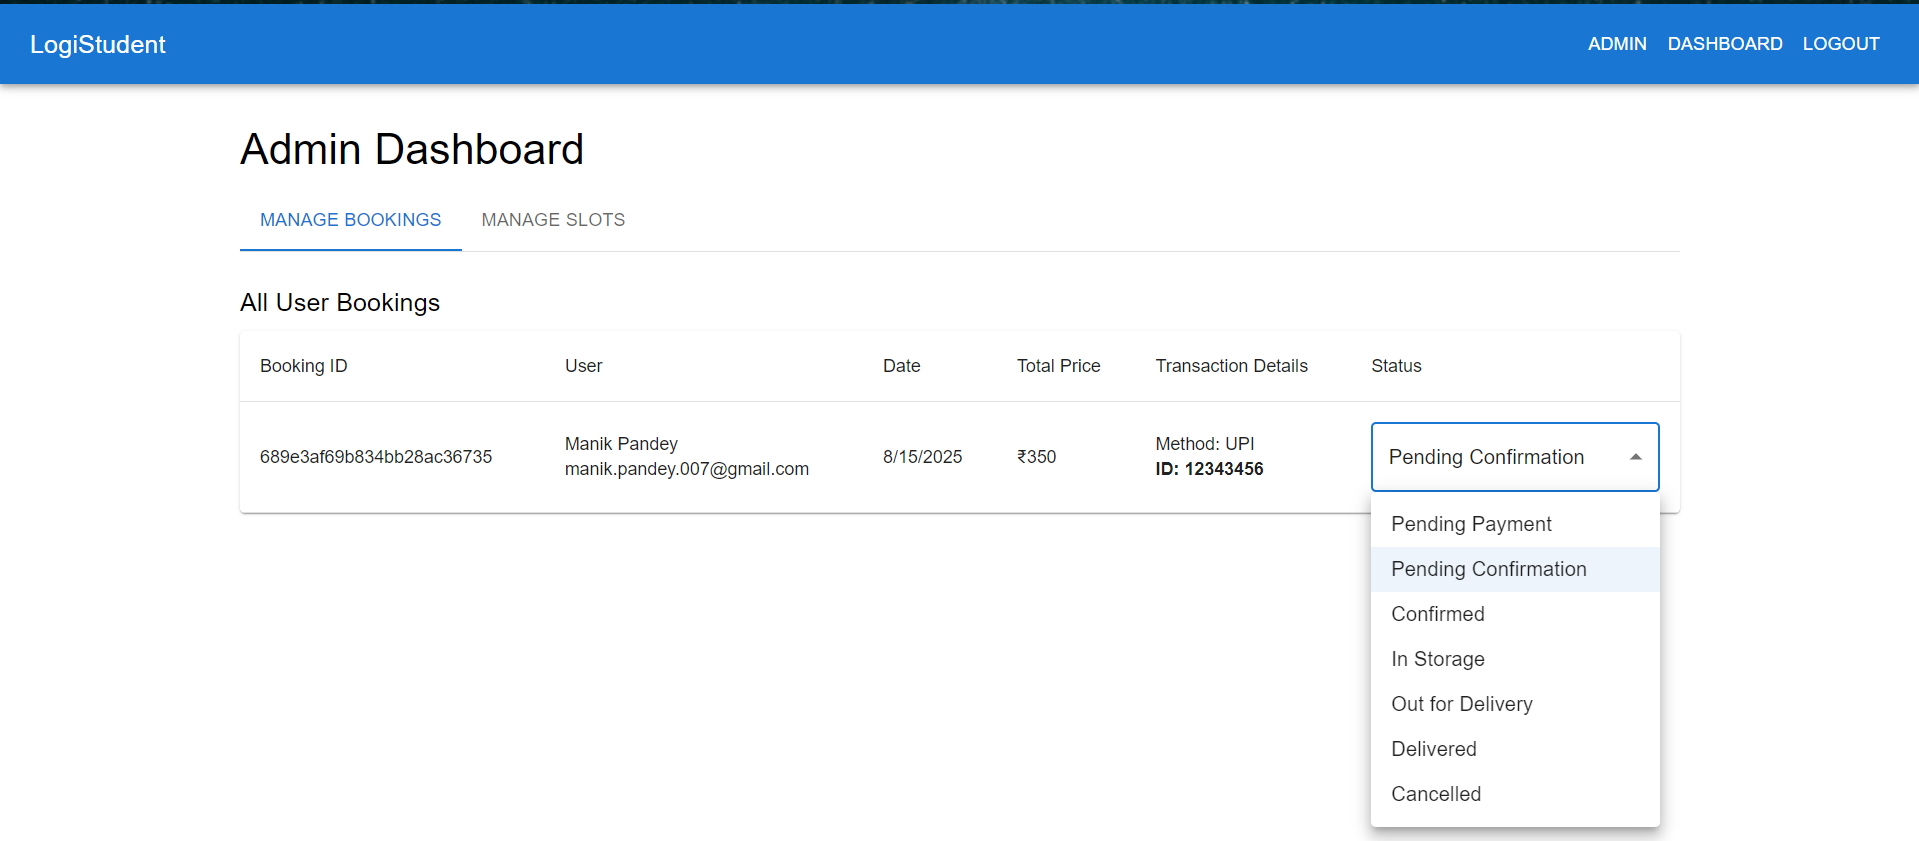 LogiStudent
ADMIN DASHBOARD LOGOUT
Admin Dashboard
MANAGE BOOKINGS MANAGE SLOTS
All User Bookings
Booking ID User Date Total Price Transaction Details Status
689e3af69b834bb28ac36735 Manik Pandey 8/15/2025 ₹350 Method: UPI Pending Confirmation
manik.pandey.007@gmail.com ID: 12343456
Pending Payment
Pending Confirmation
Confirmed
In Storage
Out for Delivery
Delivered
Cancelled